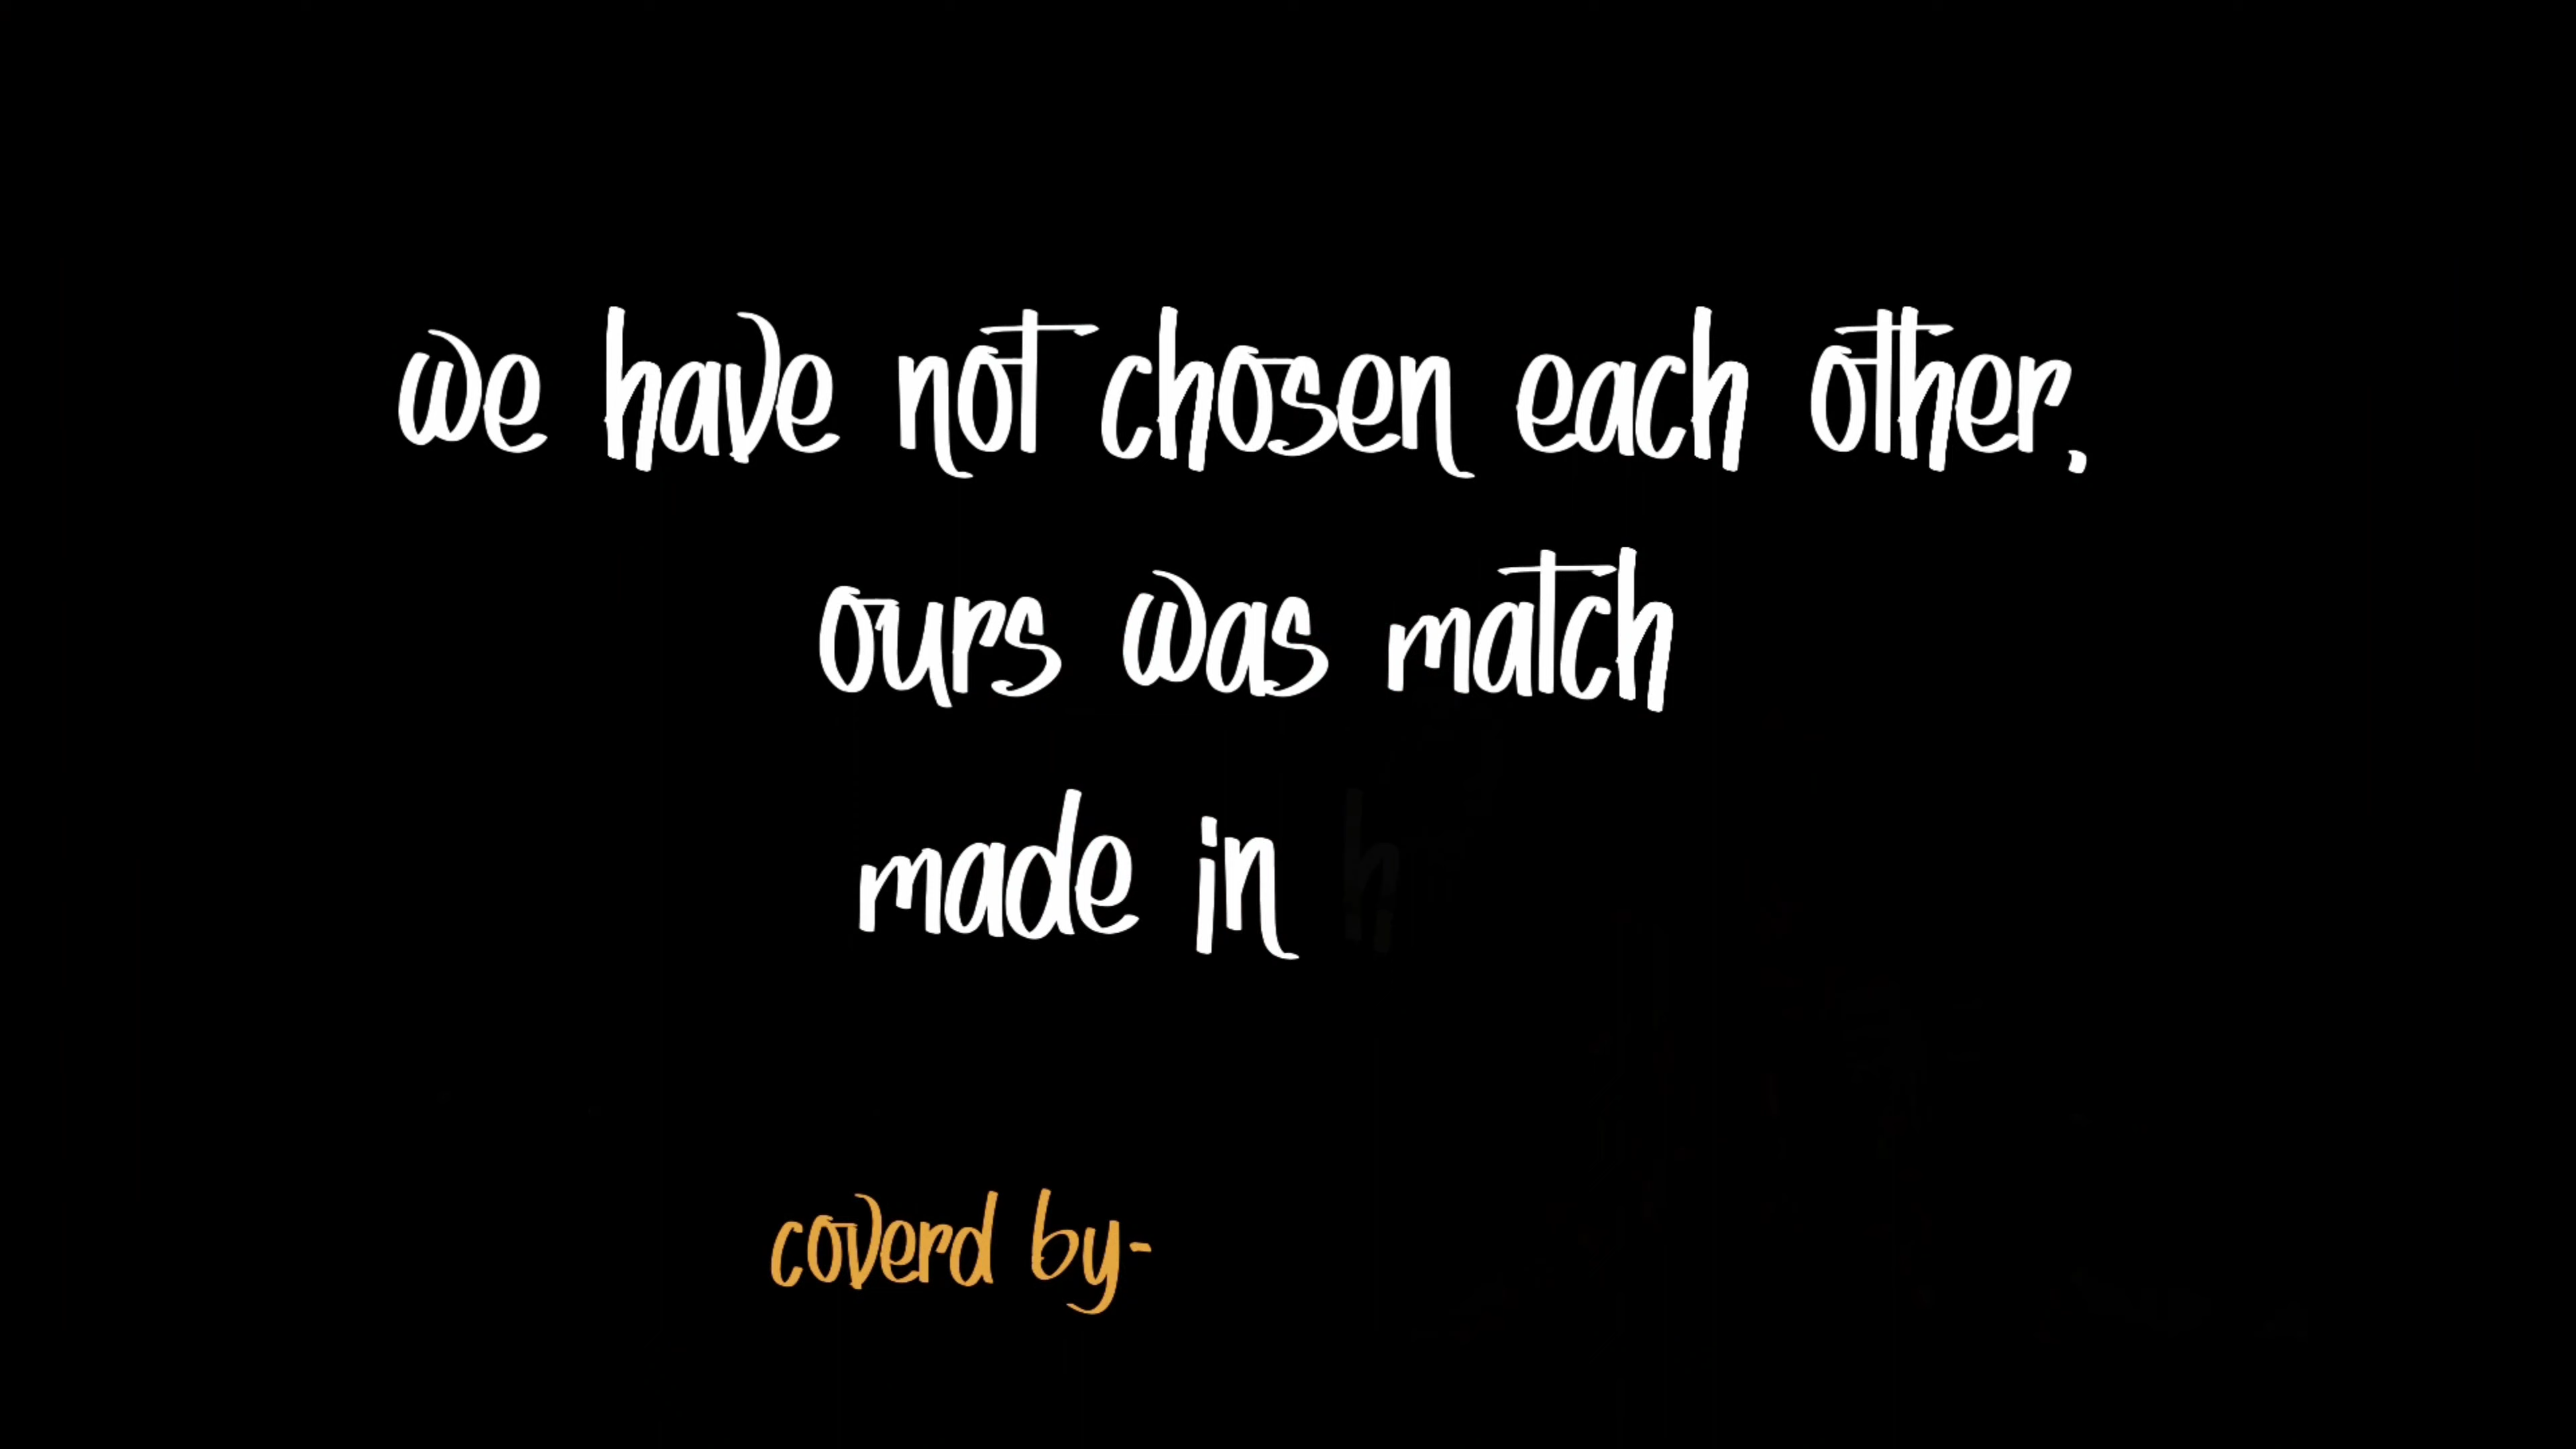 we have not chosen each other,
ours was match
made in h
coverd by-